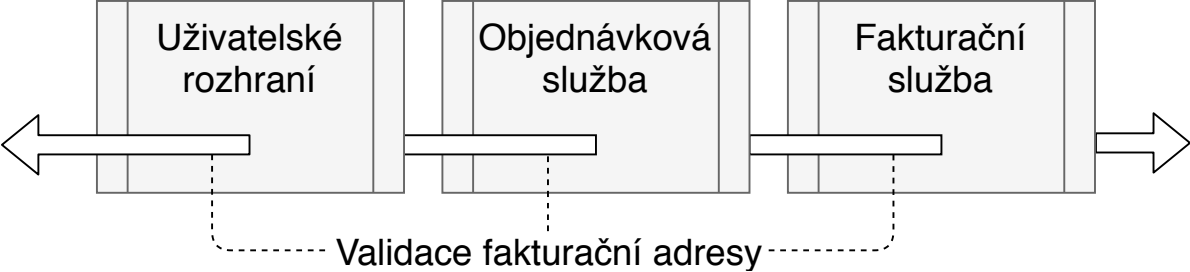 Uživatelské
rozhraní
Objednávková
služba
Fakturační
služba
Validace fakturační adresy